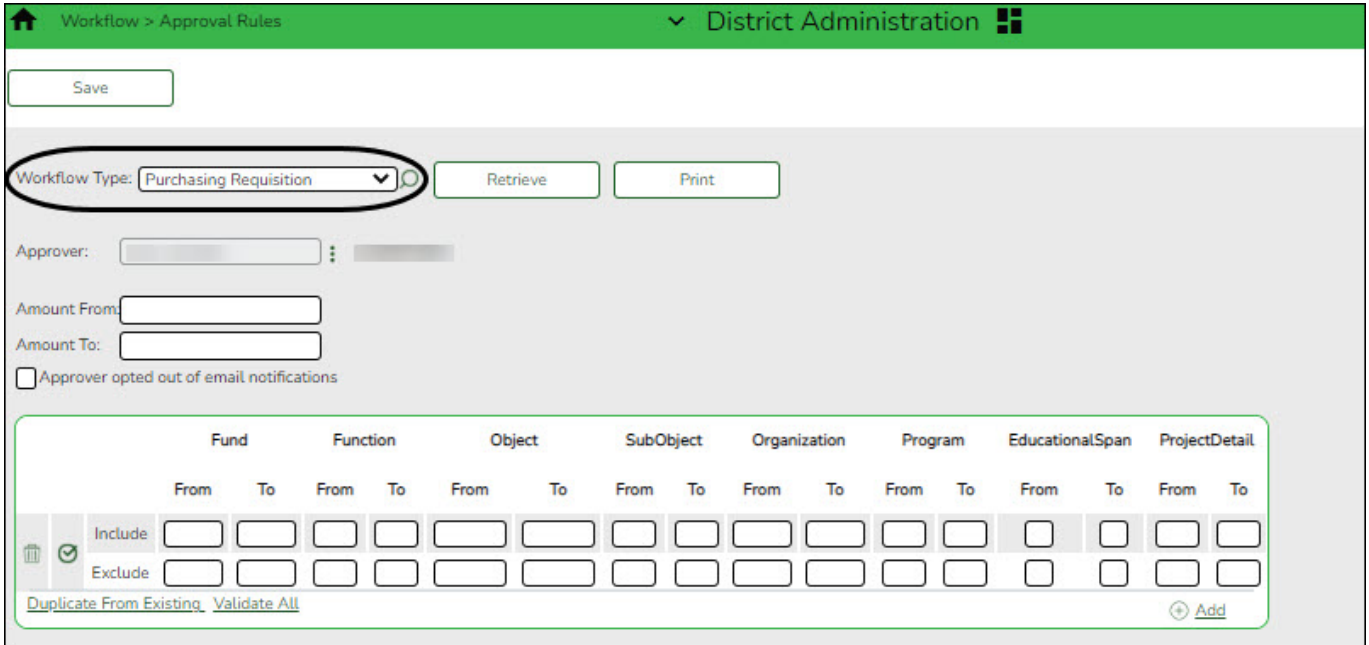 Workflow > Approval Rules District Administration
Save
Workflow Type: Purchasing Requisition Retrieve Print
Approver:
Amount From:
Amount To:
Approver opted out of email notifications
Fund Function Object SubObject Organization Program EducationalSpan ProjectDetail
From To From To From To From To From To From To From To From To
Include
Exclude
Duplicate From Existing Validate All Add